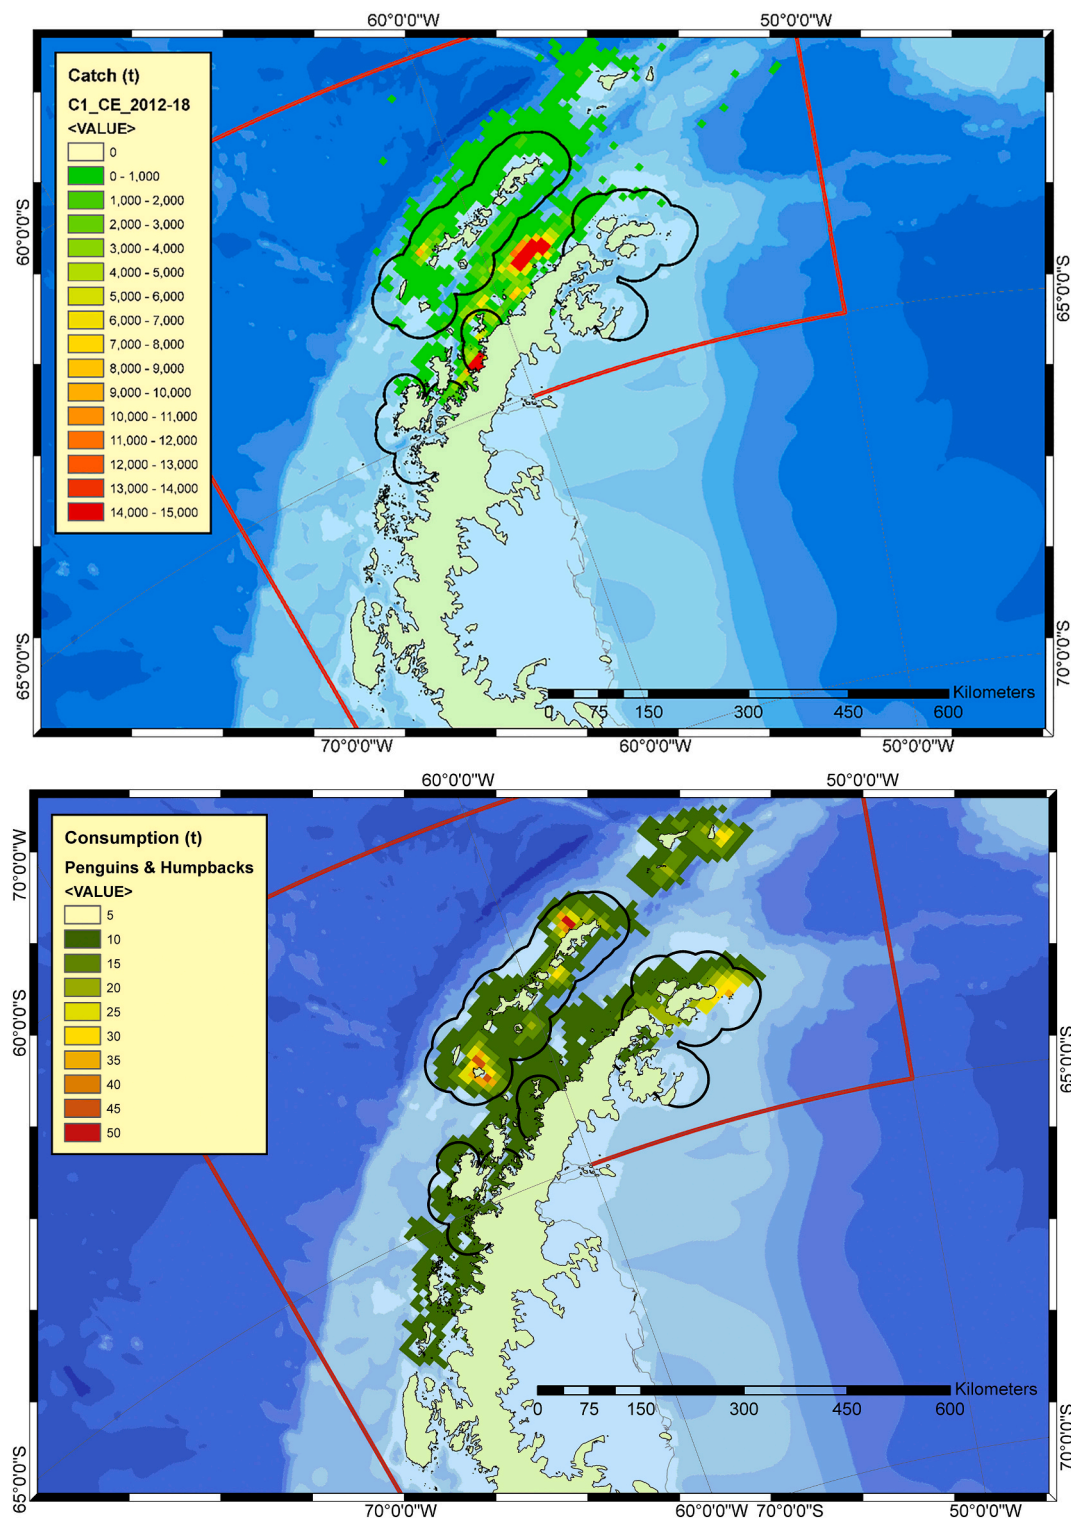 60°0'0"W
50°0'0"W
Catch (t)
C1_CE_2012-18
<VALUE>
0
0 - 1,000
1,000 - 2,000
2,000 - 3,000
3,000 - 4,000
4,000 - 5,000
5,000 - 6,000
6,000 - 7,000
7,000 - 8,000
8,000 - 9,000
9,000 - 10,000
10,000 - 11,000
11,000 - 12,000
12,000 - 13,000
13,000 - 14,000
14,000 - 15,000
60°0'0"S
65°0'0"S
65°0'0"S
70°0'0"S
Kilometers
0 75 150 300 450 600
70°0'0"W
60°0'0"W
50°0'0"W
60°0'0"W
50°0'0"W
Consumption (t)
Penguins & Humpbacks
<VALUE>
5
10
15
20
25
30
35
40
45
50
70°0'0"W
60°0'0"S
65°0'0"S
65°0'0"S
70°0'0"S
Kilometers
0 75 150 300 450 600
70°0'0"W
60°0'0"W
70°0'0"S
50°0'0"W